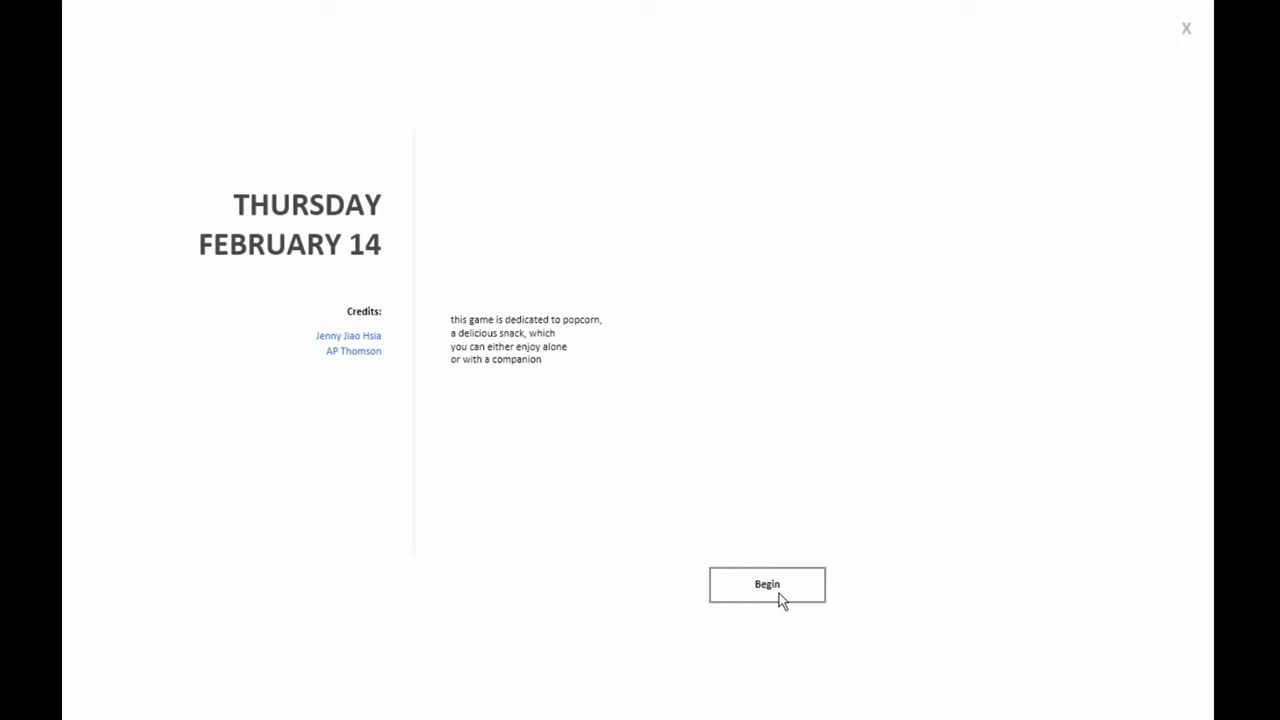 X
THURSDAY
FEBRUARY 14
Credits:
Jenny Jiao Hsia
AP Thomson
this game is dedicated to popcorn,
a delicious snack, which
you can either enjoy alone
or with a companion
Begin